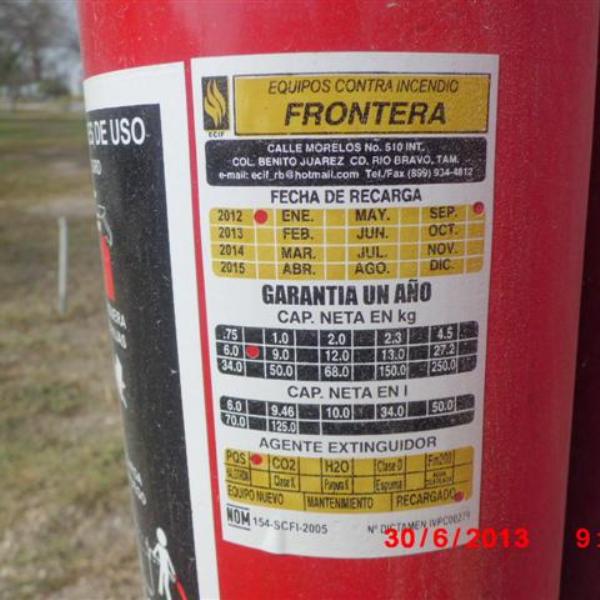 ES DE USO
EQUIPOS CONTRA INCENDIO
FRONTERA
ECIF
CALLE MORELOS No. 510 INT.
COL. BENITO JUAREZ CD. RIO BRAVO, TAM.
e-mail: ecif_rb@hotmail.com Tel./Fax (899) 934-4812
FECHA DE RECARGA
2012 ENE. MAY. SEP.
2013 FEB. JUN. OCT.
2014 MAR. JUL. NOV.
2015 ABR. AGO. DIC.
GARANTIA UN AÑO
CAP. NETA EN kg
.75 1.0 2.0 2.3 4.5
6.0 9.0 12.0 13.0 27.2
34.0 50.0 68.0 150.0 250.0
CAP. NETA EN l
6.0 9.46 10.0 34.0 50.0
70.0 125.0
AGENTE EXTINGUIDOR
PQS CO2 H2O Clase D
Clase K Purpura K Espuma
EQUIPO NUEVO MANTENIMIENTO RECARGADO
NOM 154-SCFI-2005 N° DICTAMEN IVPC00279
30/6/2013 9: